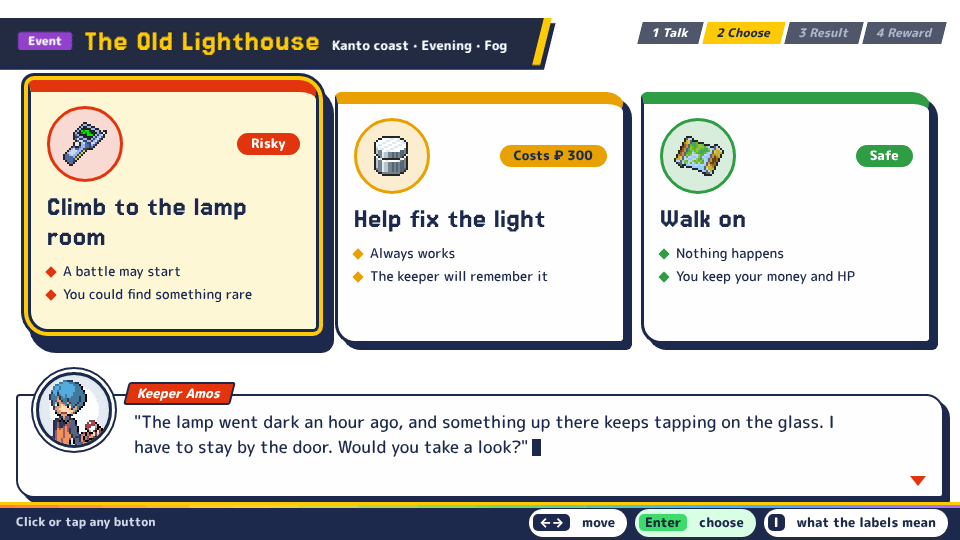 Event The Old Lighthouse Kanto coast · Evening · Fog
1 Talk 2 Choose 3 Result 4 Reward
Risky
Climb to the lamp
room
A battle may start
You could find something rare
Costs ₽ 300
Help fix the light
Always works
The keeper will remember it
Safe
Walk on
Nothing happens
You keep your money and HP
Keeper Amos
"The lamp went dark an hour ago, and something up there keeps tapping on the glass. I
have to stay by the door. Would you take a look?"
Click or tap any button
←→ move Enter choose I what the labels mean